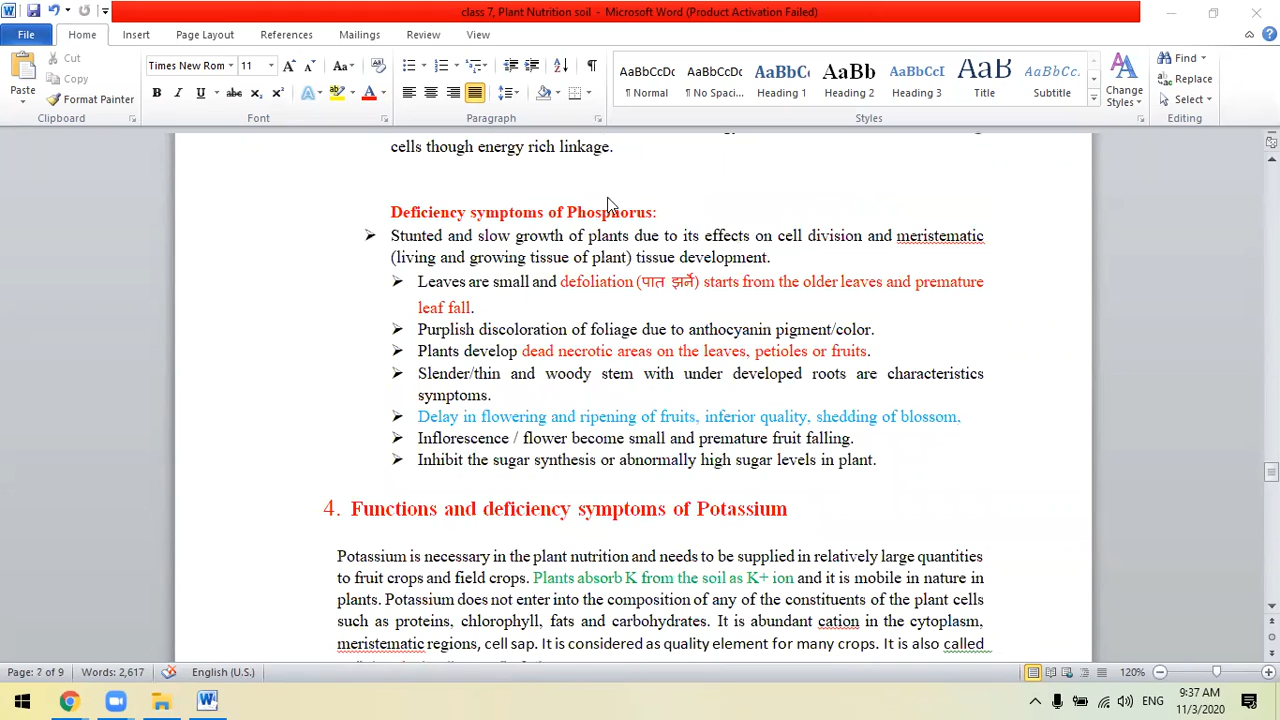 class 7, Plant Nutrition soil - Microsoft Word (Product Activation Failed)
File Home Insert Page Layout References Mailings Review View
Paste
Cut
Copy
Format Painter
Clipboard
Times New Rom 11
Font
Paragraph
AaBbCcDc AaBbCcDc AaBbC AaBb AaBbCcI AaB AaBbCcD
¶ Normal ¶ No Spaci... Heading 1 Heading 2 Heading 3 Title Subtitle
Styles
Change Styles
Find
Replace
Select
Editing
cells though energy rich linkage.
Deficiency symptoms of Phosphorus:
➢ Stunted and slow growth of plants due to its effects on cell division and meristematic
(living and growing tissue of plant) tissue development.
➢ Leaves are small and defoliation (पात झर्ने) starts from the older leaves and premature
leaf fall.
➢ Purplish discoloration of foliage due to anthocyanin pigment/color.
➢ Plants develop dead necrotic areas on the leaves, petioles or fruits.
➢ Slender/thin and woody stem with under developed roots are characteristics
symptoms.
➢ Delay in flowering and ripening of fruits, inferior quality, shedding of blossom.
➢ Inflorescence / flower become small and premature fruit falling.
➢ Inhibit the sugar synthesis or abnormally high sugar levels in plant.
4. Functions and deficiency symptoms of Potassium
Potassium is necessary in the plant nutrition and needs to be supplied in relatively large quantities
to fruit crops and field crops. Plants absorb K from the soil as K+ ion and it is mobile in nature in
plants. Potassium does not enter into the composition of any of the constituents of the plant cells
such as proteins, chlorophyll, fats and carbohydrates. It is abundant cation in the cytoplasm,
meristematic regions, cell sap. It is considered as quality element for many crops. It is also called
Page: 7 of 9 Words: 2,617 English (U.S.) 120%
ENG 9:37 AM
11/3/2020